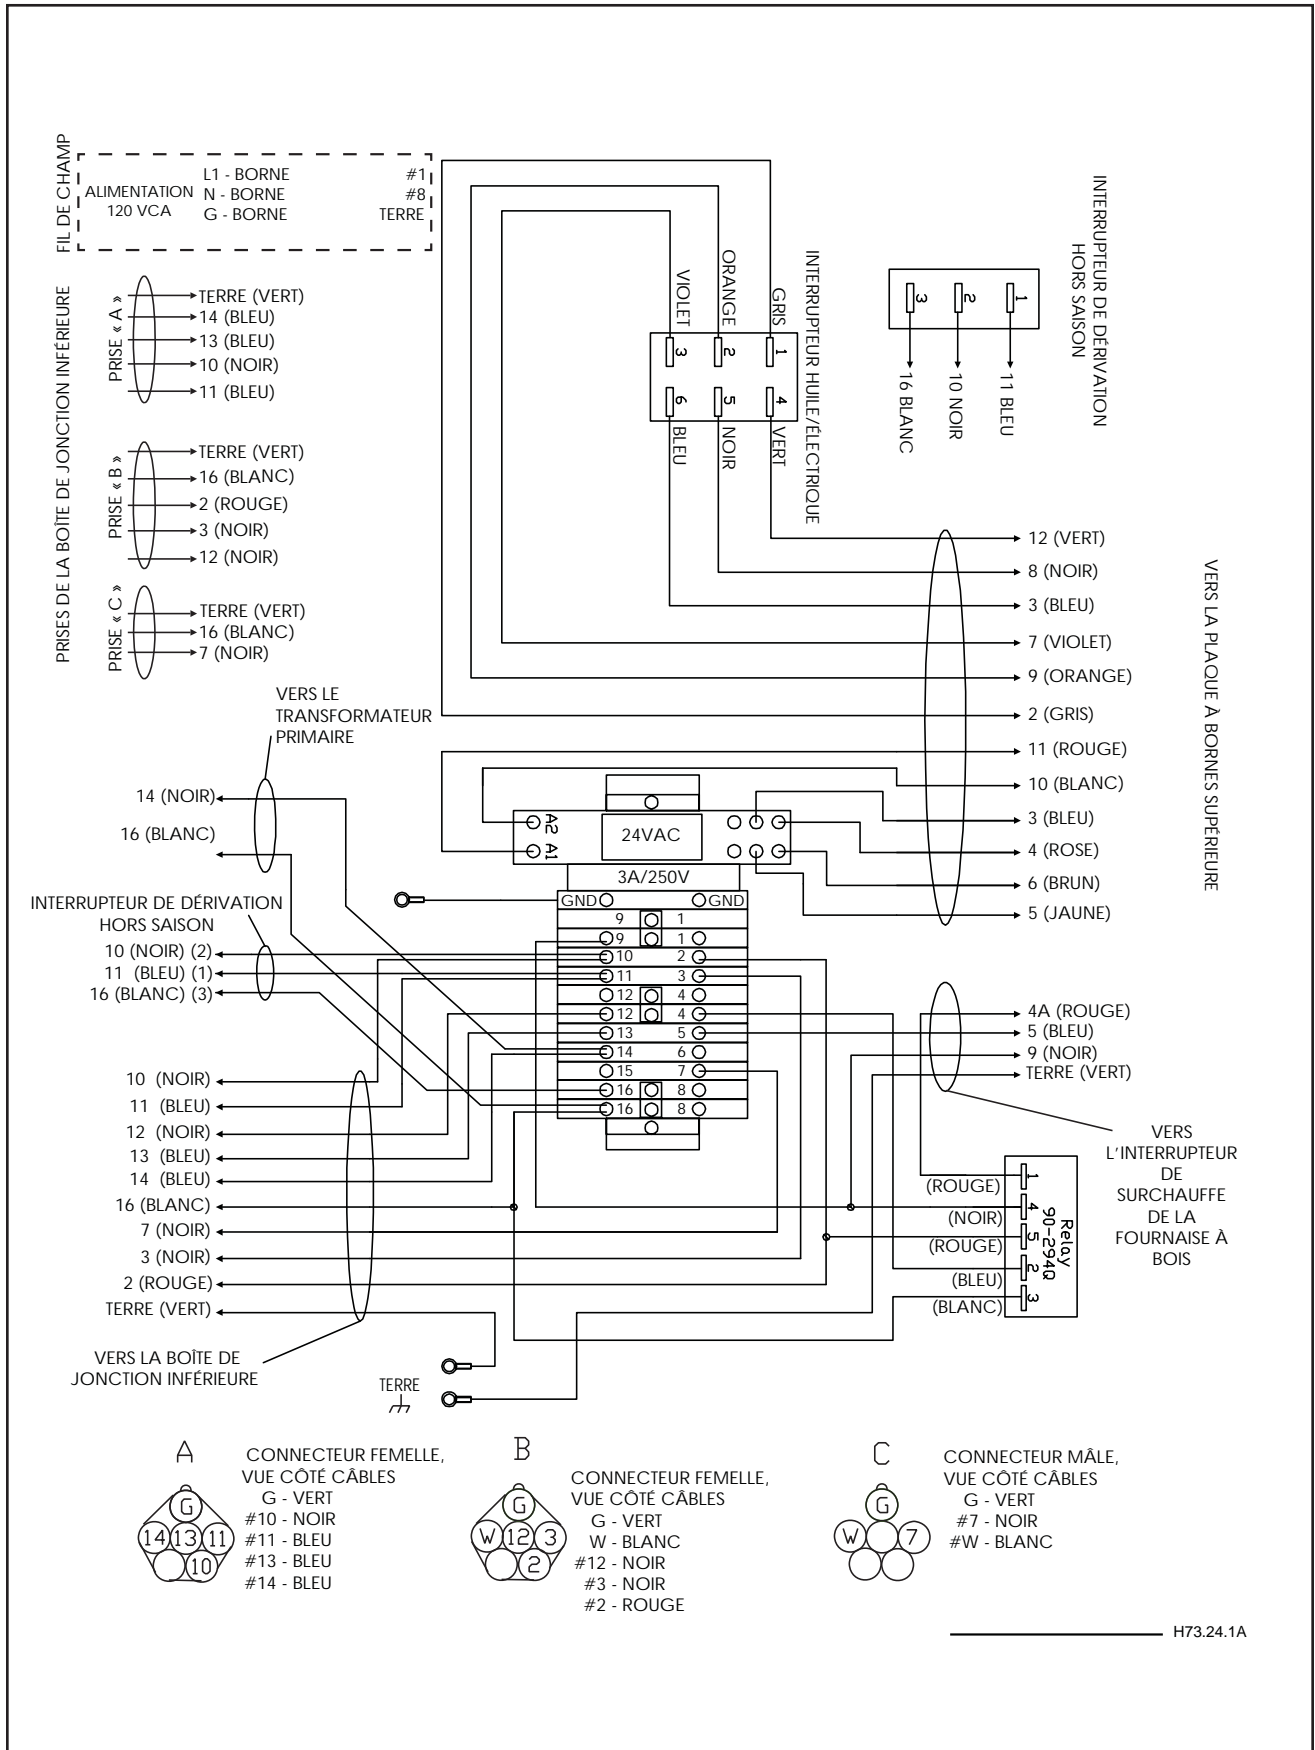 FIL DE CHAMP
ALIMENTATION
120 VCA
L1 - BORNE #1
N - BORNE #8
G - BORNE TERRE
PRISES DE LA BOÎTE DE JONCTION INFÉRIEURE
PRISE « A »
TERRE (VERT)
14 (BLEU)
13 (BLEU)
10 (NOIR)
11 (BLEU)
PRISE « B »
TERRE (VERT)
16 (BLANC)
2 (ROUGE)
3 (NOIR)
12 (NOIR)
PRISE « C »
TERRE (VERT)
16 (BLANC)
7 (NOIR)
VIOLET
ORANGE
GRIS
3 2 1
6 5 4
BLEU
NOIR
VERT
INTERRUPTEUR HUILE/ÉLECTRIQUE
INTERRUPTEUR DE DÉRIVATION
HORS SAISON
3 2 1
16 BLANC
10 NOIR
11 BLEU
12 (VERT)
8 (NOIR)
3 (BLEU)
7 (VIOLET)
9 (ORANGE)
2 (GRIS)
11 (ROUGE)
10 (BLANC)
3 (BLEU)
4 (ROSE)
6 (BRUN)
5 (JAUNE)
VERS LA PLAQUE À BORNES SUPÉRIEURE
VERS LE
TRANSFORMATEUR
PRIMAIRE
14 (NOIR)
16 (BLANC)
INTERRUPTEUR DE DÉRIVATION
HORS SAISON
10 (NOIR) (2)
11 (BLEU) (1)
16 (BLANC) (3)
A2
A1
24VAC
3A/250V
GND GND
9 1
9 1
10 2
11 3
12 4
12 4
13 5
14 6
15 7
16 8
16 8
10 (NOIR)
11 (BLEU)
12 (NOIR)
13 (BLEU)
14 (BLEU)
16 (BLANC)
7 (NOIR)
3 (NOIR)
2 (ROUGE)
TERRE (VERT)
VERS LA BOÎTE DE
JONCTION INFÉRIEURE
TERRE
4A (ROUGE)
5 (BLEU)
9 (NOIR)
TERRE (VERT)
VERS
L'INTERRUPTEUR
DE
SURCHAUFFE
DE LA
FOURNAISE À
BOIS
(ROUGE) 1
(NOIR) 4
(ROUGE) 5
(BLEU) 2
(BLANC) 3
Relay
90-294Q
A
G
14 13 11
10
CONNECTEUR FEMELLE,
VUE CÔTÉ CÂBLES
G - VERT
#10 - NOIR
#11 - BLEU
#13 - BLEU
#14 - BLEU
B
G
W 12 3
2
CONNECTEUR FEMELLE,
VUE CÔTÉ CÂBLES
G - VERT
W - BLANC
#12 - NOIR
#3 - NOIR
#2 - ROUGE
C
G
W 7
CONNECTEUR MÂLE,
VUE CÔTÉ CÂBLES
G - VERT
#7 - NOIR
#W - BLANC
H73.24.1A